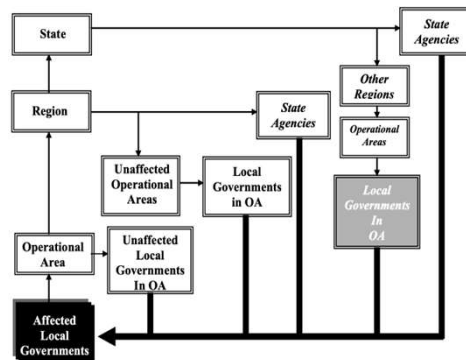 State
State
Agencies
Other
Regions
Region
State
Agencies
Operational
Areas
Unaffected
Operational
Areas
Local
Governments
in OA
Local
Governments
In
OA
Operational
Area
Unaffected
Local
Governments
In OA
Affected
Local
Governments